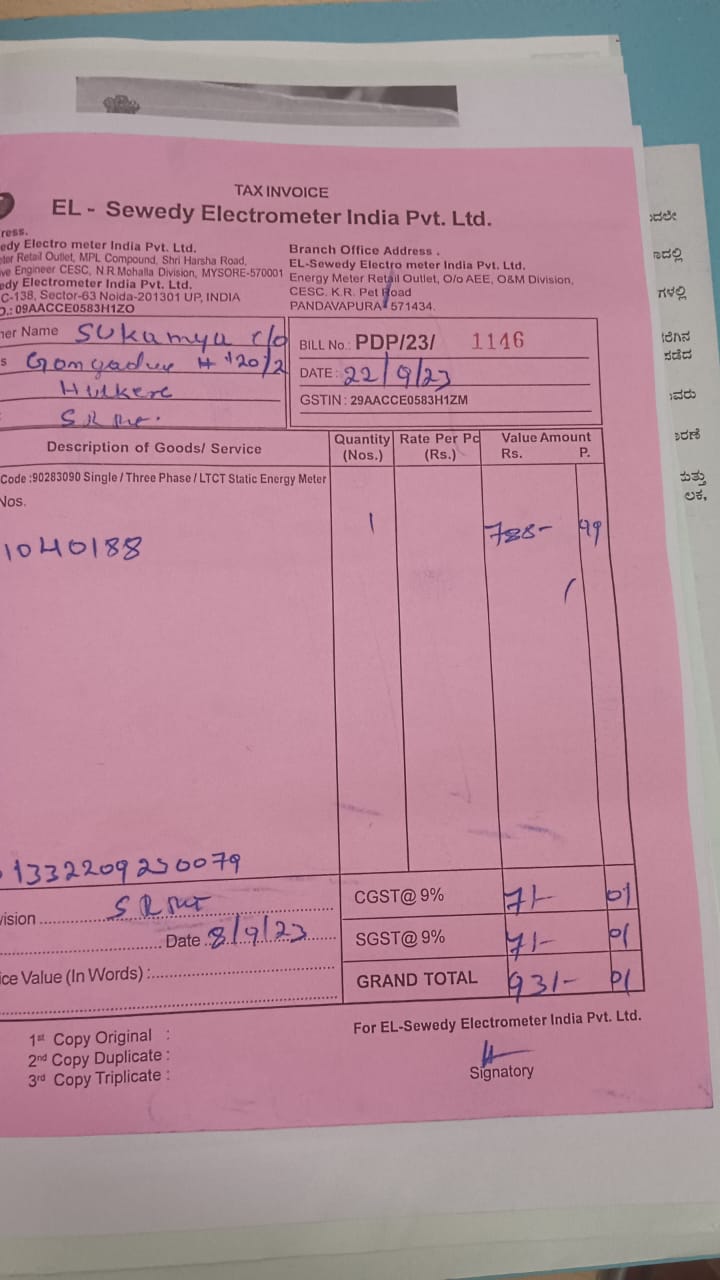 TAX INVOICE
EL - Sewedy Electrometer India Pvt. Ltd.
ress.
edy Electro meter India Pvt. Ltd.
ter Retail Outlet, MPL Compound, Shri Harsha Road,
ve Engineer CESC, N.R Mohalla Division, MYSORE-570001
edy Electrometer India Pvt. Ltd.
C-138, Sector-63 Noida-201301 UP, INDIA
O.: 09AACCE0583H1ZO
Branch Office Address .
EL-Sewedy Electro meter India Pvt. Ltd.
Energy Meter Retail Outlet, O/o AEE, O&M Division,
CESC. K.R. Pet Road
PANDAVAPURA 571434.
ner Name Sukamya c/o
s
Hulkere
BILL No.: PDP/23/ 1146
DATE : 22/9/23
GSTIN : 29AACCE0583H1ZM
Description of Goods/ Service
Quantity (Nos.)
Rate Per Pc (Rs.)
Value Amount
Rs. P.
Code :90283090 Single / Three Phase / LTCT Static Energy Meter
Nos.
1040188 1 788- 99
1332209250079
vision
Date 8/9/23
ice Value (In Words) :
CGST@ 9% 71- 01
SGST@ 9% 71- 01
GRAND TOTAL 931- 01
1st Copy Original :
2nd Copy Duplicate :
3rd Copy Triplicate :
For EL-Sewedy Electrometer India Pvt. Ltd.
Signatory
ದಲೇ
ಗಳಲ್ಲಿ
ಪಡೆದ
ವರು
ಮತ್ತು